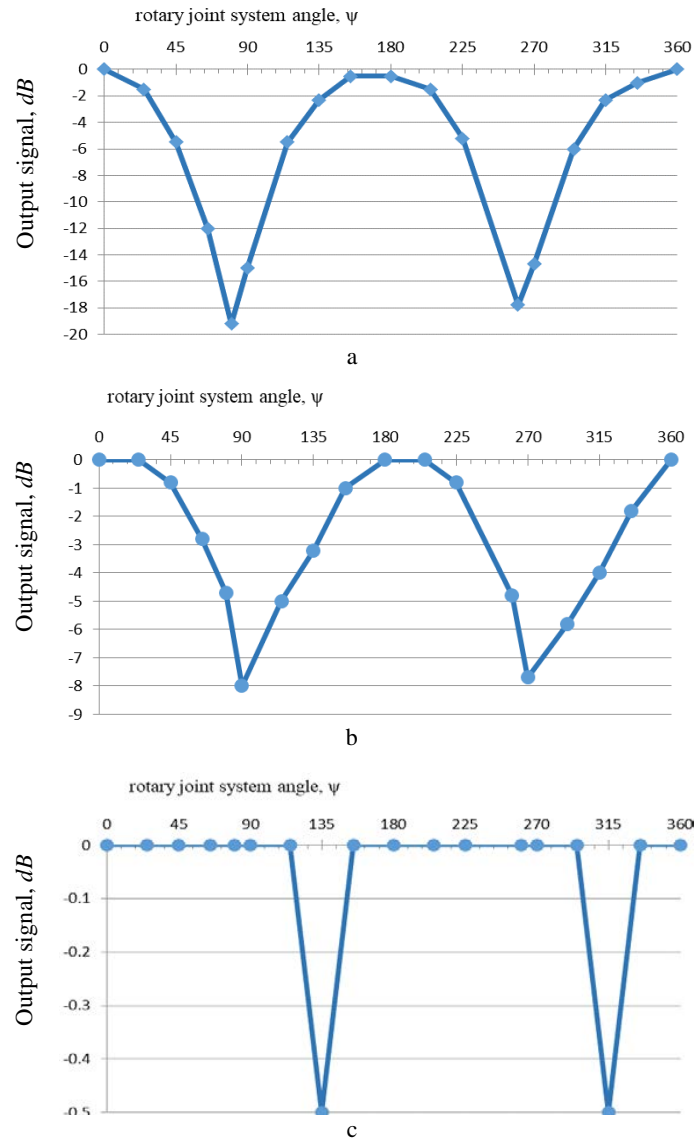 rotary joint system angle, ψ
0 45 90 135 180 225 270 315 360
Output signal, dB
0
-2
-4
-6
-8
-10
-12
-14
-16
-18
-20
a
rotary joint system angle, ψ
0 45 90 135 180 225 270 315 360
Output signal, dB
0
-1
-2
-3
-4
-5
-6
-7
-8
-9
b
rotary joint system angle, ψ
0 45 90 135 180 225 270 315 360
Output signal, dB
0
-0.1
-0.2
-0.3
-0.4
-0.5
c